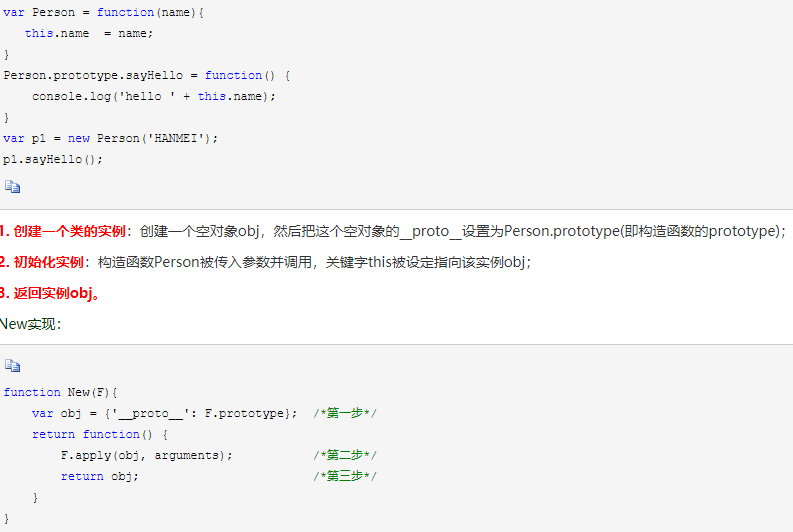 var Person = function(name){
this.name  = name;
}
Person.prototype.sayHello = function() {
console.log('hello ' + this.name);
}
var p1 = new Person('HANMEI');
p1.sayHello();
1. 创建一个类的实例：创建一个空对象obj，然后把这个空对象的__proto__设置为Person.prototype(即构造函数的prototype)；
2. 初始化实例：构造函数Person被传入参数并调用，关键字this被设定指向该实例obj；
3. 返回实例obj。
New实现：
function New(F){
var obj = {'__proto__': F.prototype};  /*第一步*/
return function() {
F.apply(obj, arguments);  /*第二步*/
return obj;  /*第三步*/
}
}